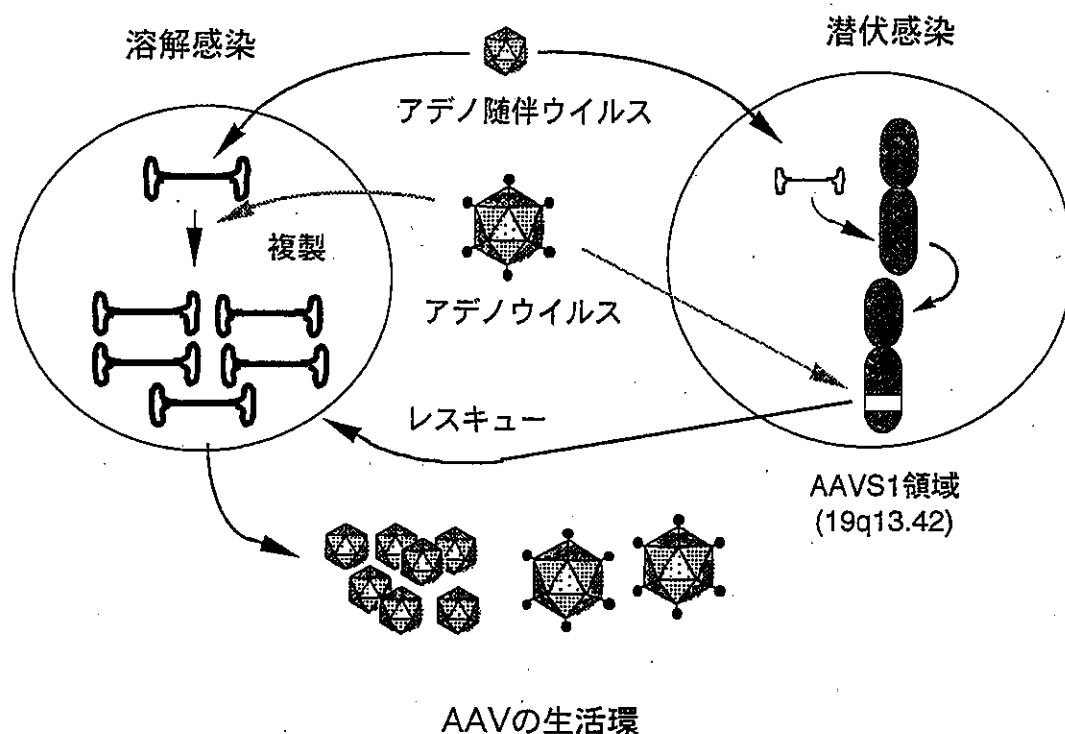 溶解感染
潜伏感染
アデノ随伴ウイルス
複製
アデノウイルス
レスキュー
AAVS1領域
(19q13.42)
AAVの生活環